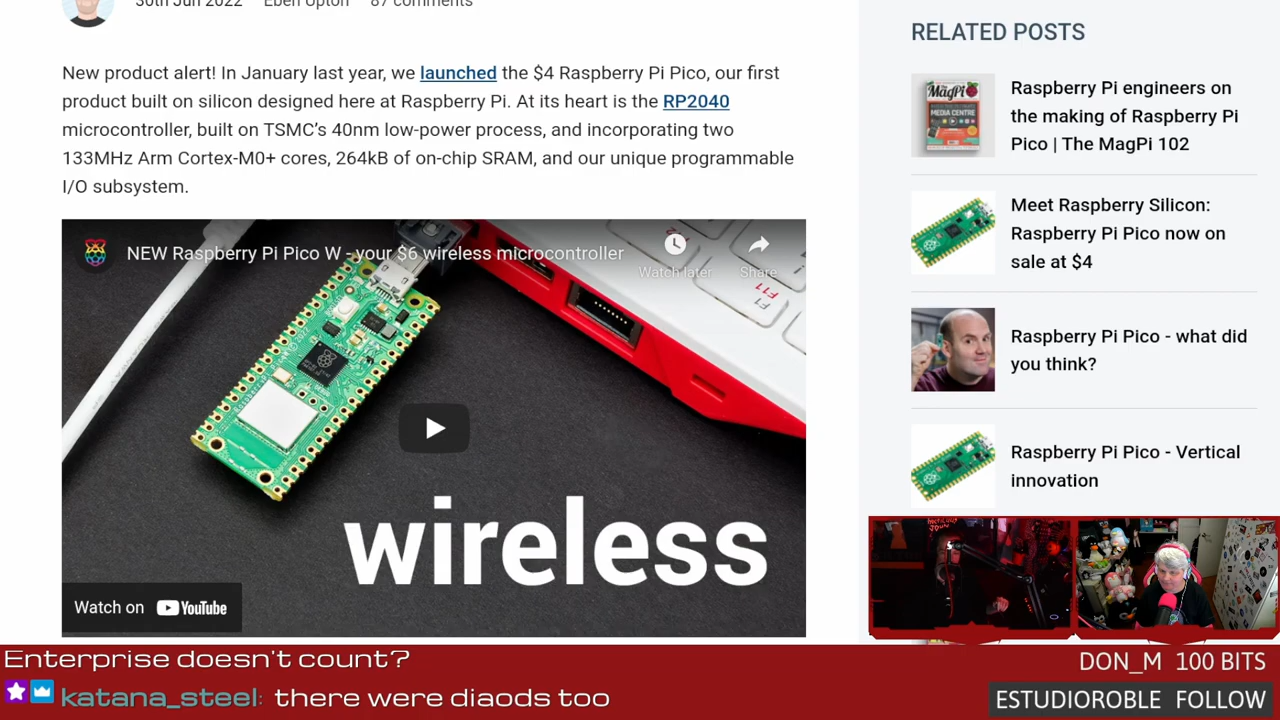 30th Jun 2022 Eben Upton 87 comments
New product alert! In January last year, we launched the $4 Raspberry Pi Pico, our first
product built on silicon designed here at Raspberry Pi. At its heart is the RP2040
microcontroller, built on TSMC's 40nm low-power process, and incorporating two
133MHz Arm Cortex-M0+ cores, 264kB of on-chip SRAM, and our unique programmable
I/O subsystem.
NEW Raspberry Pi Pico W - your $6 wireless microcontroller
Watch later
Share
F11
F1
wireless
Watch on YouTube
RELATED POSTS
MagPi
Raspberry Pi engineers on
the making of Raspberry Pi
Pico | The MagPi 102
Meet Raspberry Silicon:
Raspberry Pi Pico now on
sale at $4
Raspberry Pi Pico - what did
you think?
Raspberry Pi Pico - Vertical
innovation
Enterprise doesn't count?
katana_steel: there were diaods too
DON_M 100 BITS
ESTUDIOROBLE FOLLOW